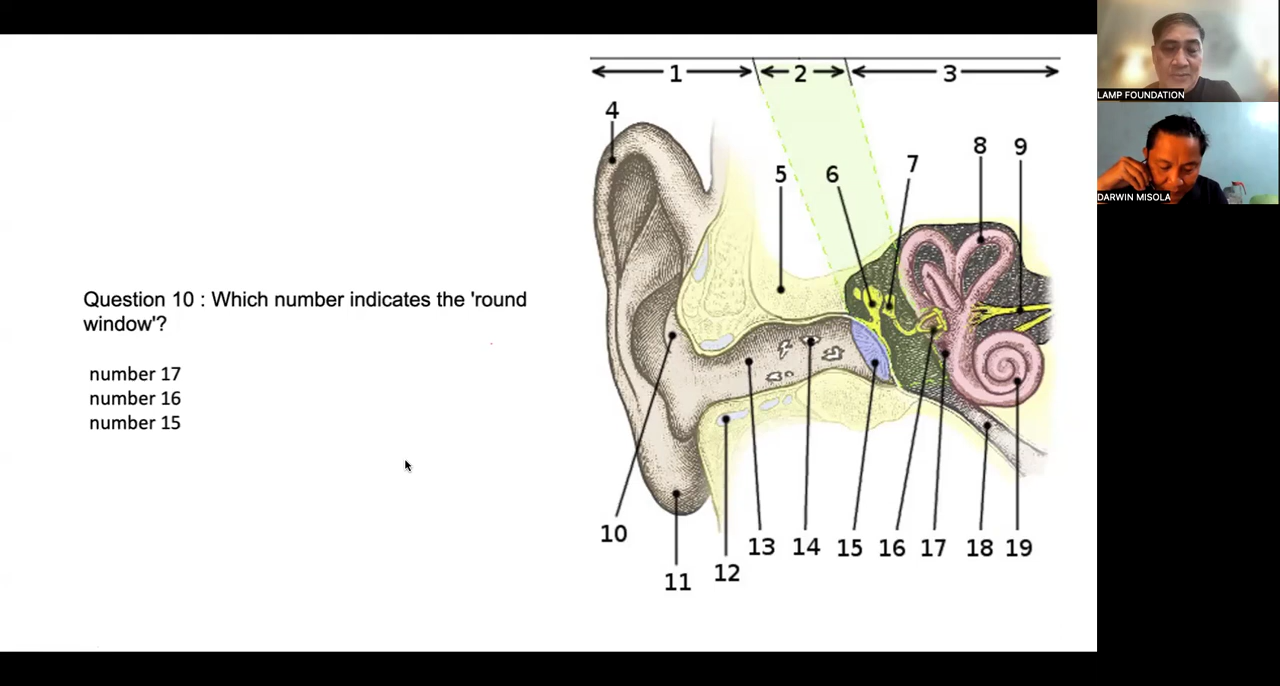 1 2 3
4
5 6 7 8 9
Question 10 : Which number indicates the 'round
window'?
number 17
number 16
number 15
10 11 12 13 14 15 16 17 18 19
LAMP FOUNDATION
DARWIN MISOLA